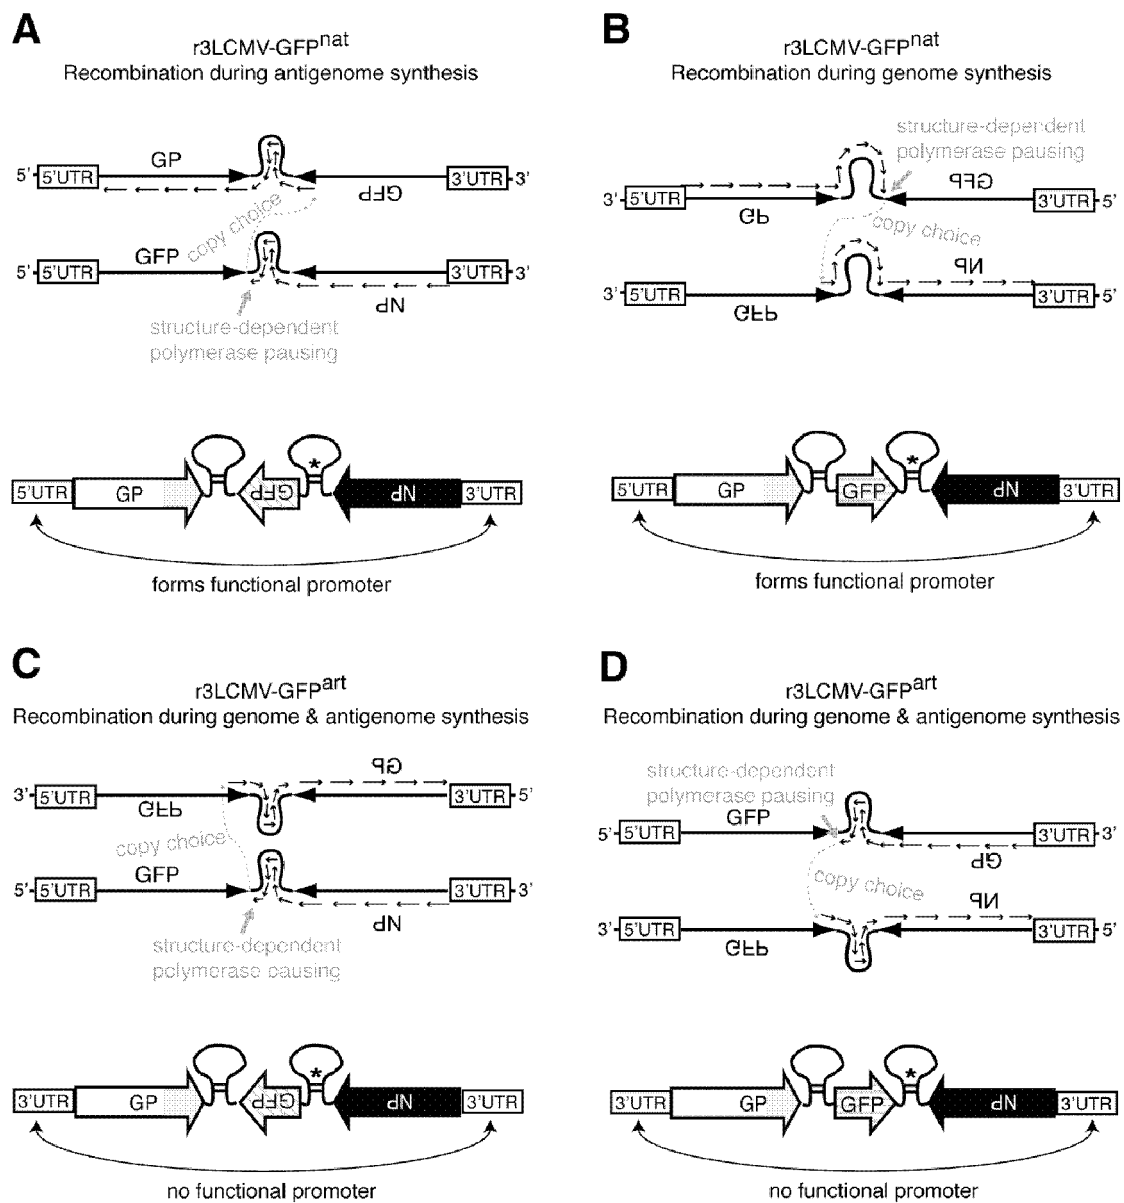 A
r3LCMV-GFPnat
Recombination during antigenome synthesis
GP
5' 5'UTR 3'UTR 3'
GFP
copy choice
GFP
5' 5'UTR 3'UTR 3'
NP
structure-dependent
polymerase pausing
5'UTR GP GFP * NP 3'UTR
forms functional promoter
B
r3LCMV-GFPnat
Recombination during genome synthesis
structure-dependent
polymerase pausing
GFP
3' 5'UTR 3'UTR 5'
GP
copy choice
NP
3' 5'UTR 3'UTR 5'
GFP
5'UTR GP GFP * NP 3'UTR
forms functional promoter
C
r3LCMV-GFPart
Recombination during genome & antigenome synthesis
GP
3' 5'UTR 3'UTR 5'
GFP
copy choice
GFP
5' 5'UTR 3'UTR 3'
NP
structure-dependent
polymerase pausing
3'UTR GP GFP * NP 3'UTR
no functional promoter
D
r3LCMV-GFPart
Recombination during genome & antigenome synthesis
structure-dependent
polymerase pausing
GFP
5' 5'UTR 3'UTR 3'
GP
copy choice
NP
3' 5'UTR 3'UTR 5'
GFP
3'UTR GP GFP * NP 3'UTR
no functional promoter